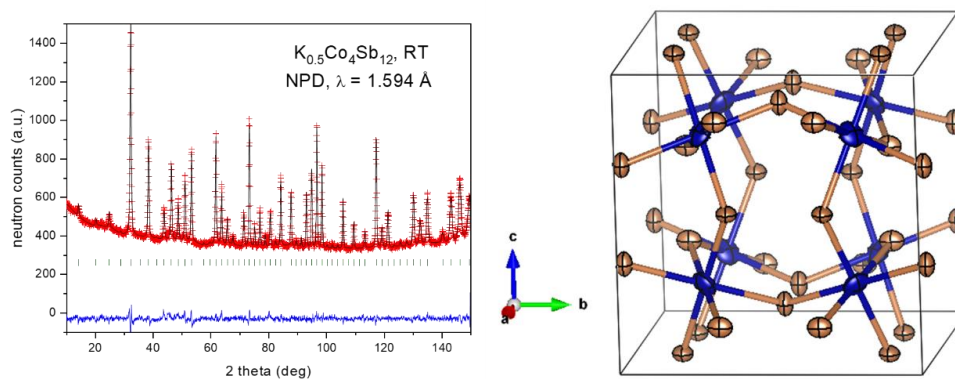 K0.5Co4Sb12, RT
NPD, λ = 1.594 Å
neutron counts (a.u.)
1400
1200
1000
800
600
400
200
0
20 40 60 80 100 120 140
2 theta (deg)
c
a
b